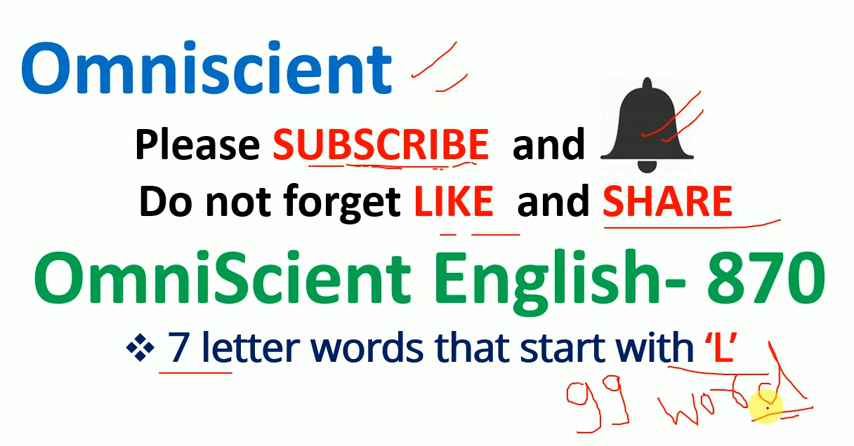 Omniscient
Please SUBSCRIBE and
Do not forget LIKE and SHARE
OmniScient English- 870
❖ 7 letter words that start with ‘L’
99 word